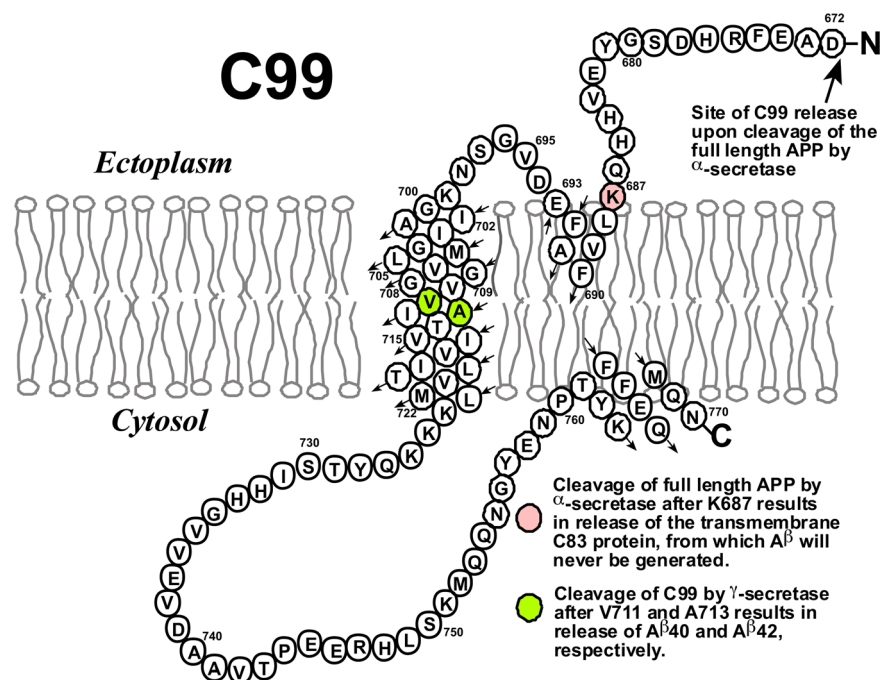 672
Y G S D H R F E A D N
680
E
V
H
H
Q
K 687
L
V
F
690
F
A
E 693
D
V 695
G
S
N
K
G 700
A I I 702
G M
L V G
705 709
G V
708
I V A
T
V I
715
I V L
T
M V L
722
K
K
K
Q
Y
T
S 730
I
H
H
G
V
V
E
V
D
A 740
A
V
T
P
E
E
R
H
L
S 750
K
M
Q
Q
N
G
Y
E
N
P 760
T
Y
K
F
F
E
Q
M
Q
N 770
C
C99
Ectoplasm
Cytosol
Site of C99 release
upon cleavage of the
full length APP by
α-secretase
Cleavage of full length APP by
α-secretase after K687 results
in release of the transmembrane
C83 protein, from which Aβ will
never be generated.
Cleavage of C99 by γ-secretase
after V711 and A713 results in
release of Aβ40 and Aβ42,
respectively.